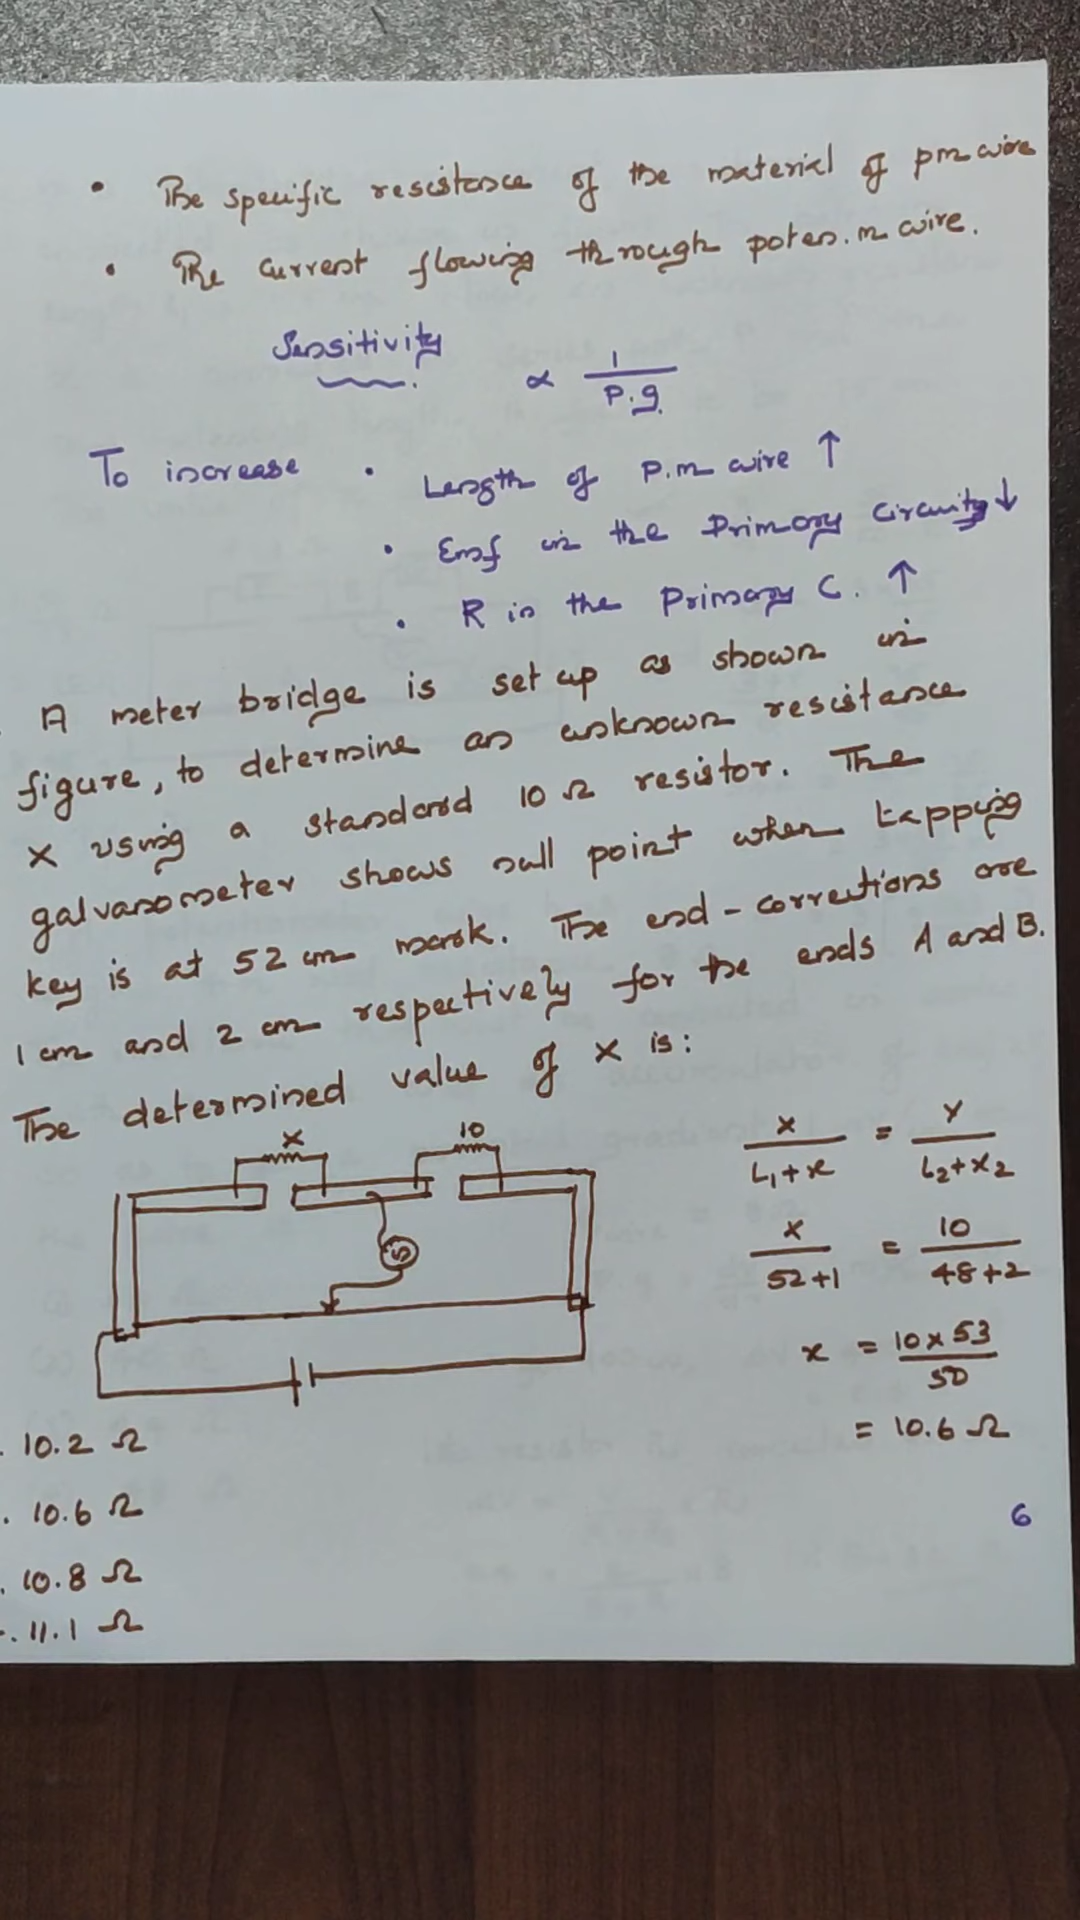 • The specific resistance of the material of pm wire
• The current flowing through poten. m wire.
Sensitivity ∝ 1/P.g.
To increase • Length of P.m wire ↑
• Emf in the Primary Circuity ↓
• R in the Primary C. ↑
A meter bridge is set up as shown in
figure, to determine an unknown resistance
X using a standard 10 Ω resistor. The
galvanometer shows null point when tapping
key is at 52 cm mark. The end - corrections are
1 cm and 2 cm respectively for the ends A and B.
The determined value of X is:
X 10
G
X/L₁+x = Y/L₂+x₂
X/52+1 = 10/48+2
x = 10×53/50
= 10.6 Ω
. 10.2 Ω
. 10.6 Ω
. 10.8 Ω
. 11.1 Ω
6